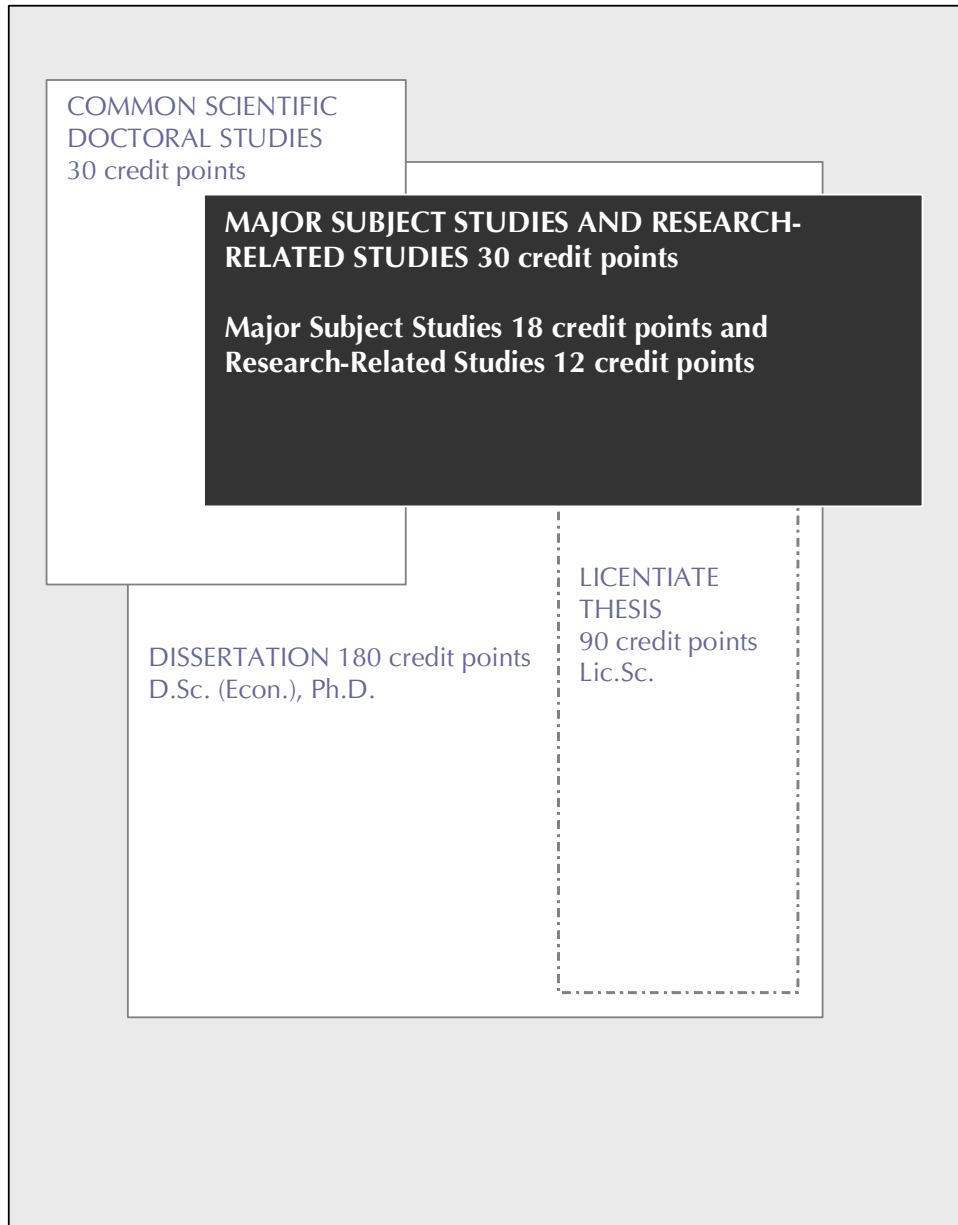 COMMON SCIENTIFIC
DOCTORAL STUDIES
30 credit points
MAJOR SUBJECT STUDIES AND RESEARCH-
RELATED STUDIES 30 credit points
Major Subject Studies 18 credit points and
Research-Related Studies 12 credit points
LICENTIATE
THESIS
90 credit points
Lic.Sc.
DISSERTATION 180 credit points
D.Sc. (Econ.), Ph.D.